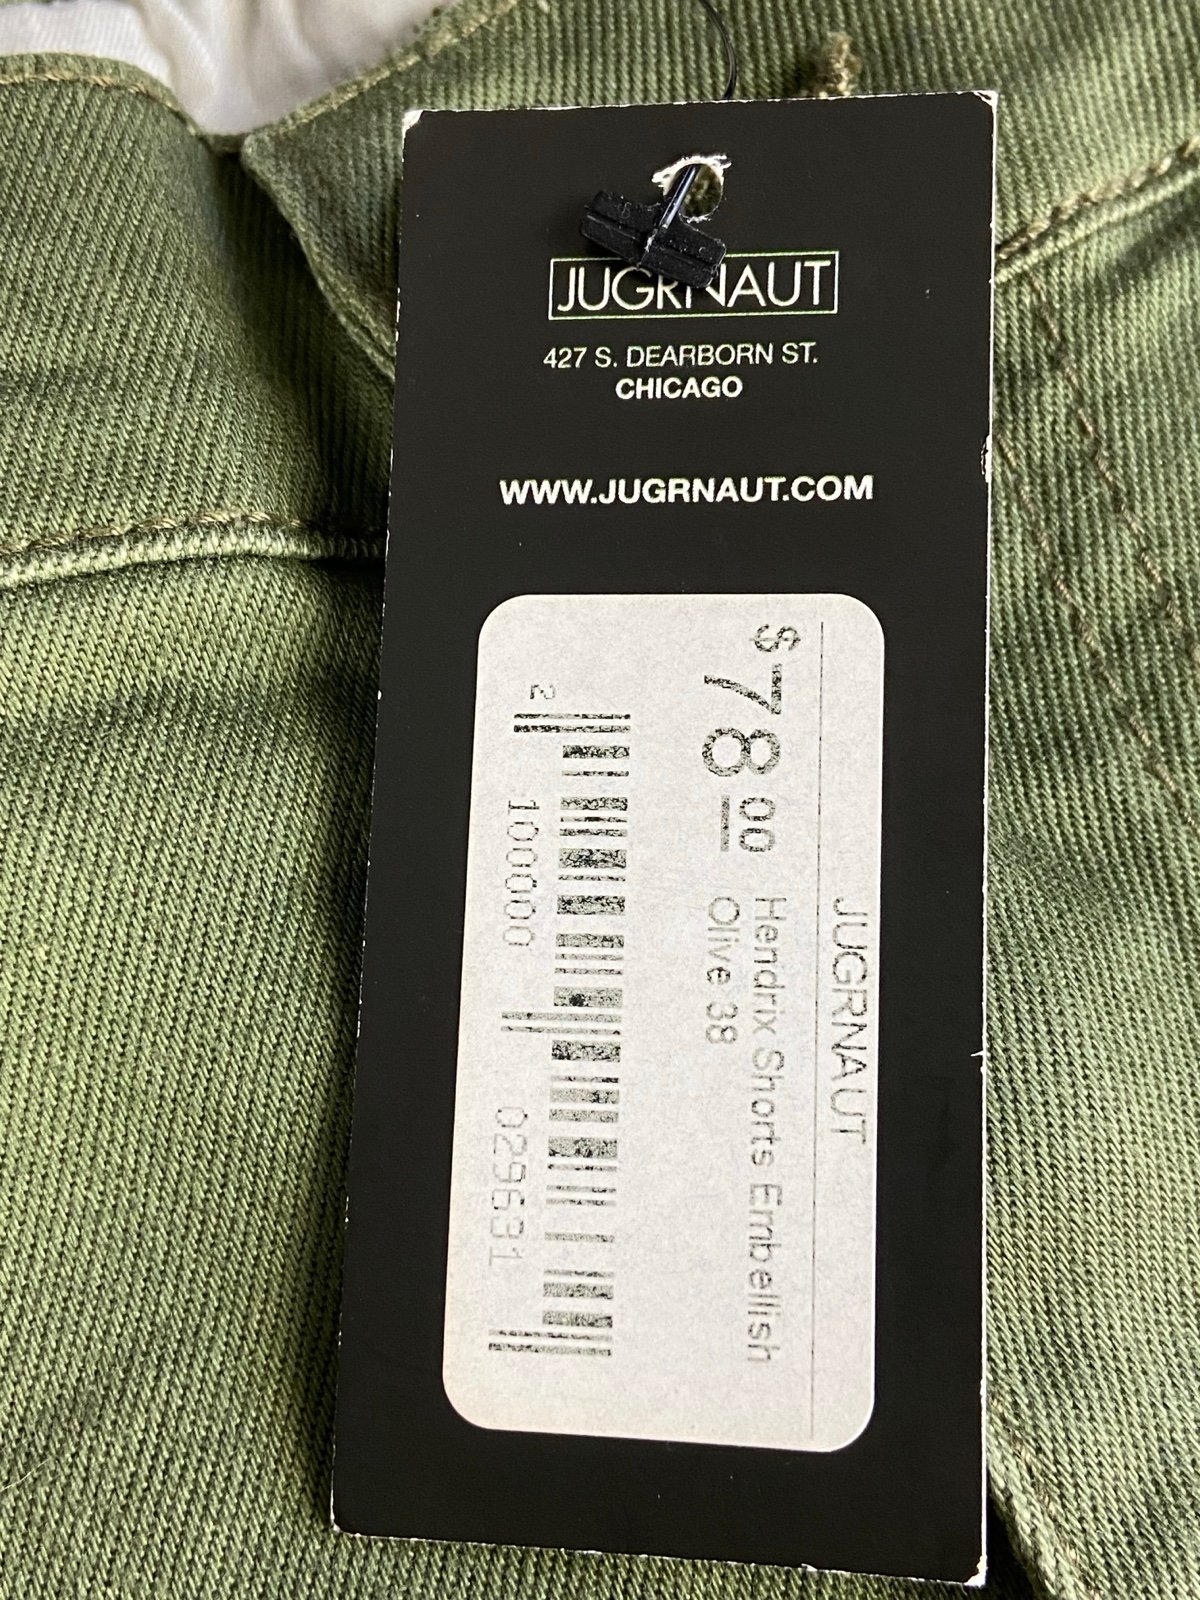 JUGRNAUT
427 S. DEARBORN ST.
CHICAGO
WWW.JUGRNAUT.COM
JUGRNAUT
$78.00
Hendrix Shorts Embellish
Olive 38
2 100000 029631